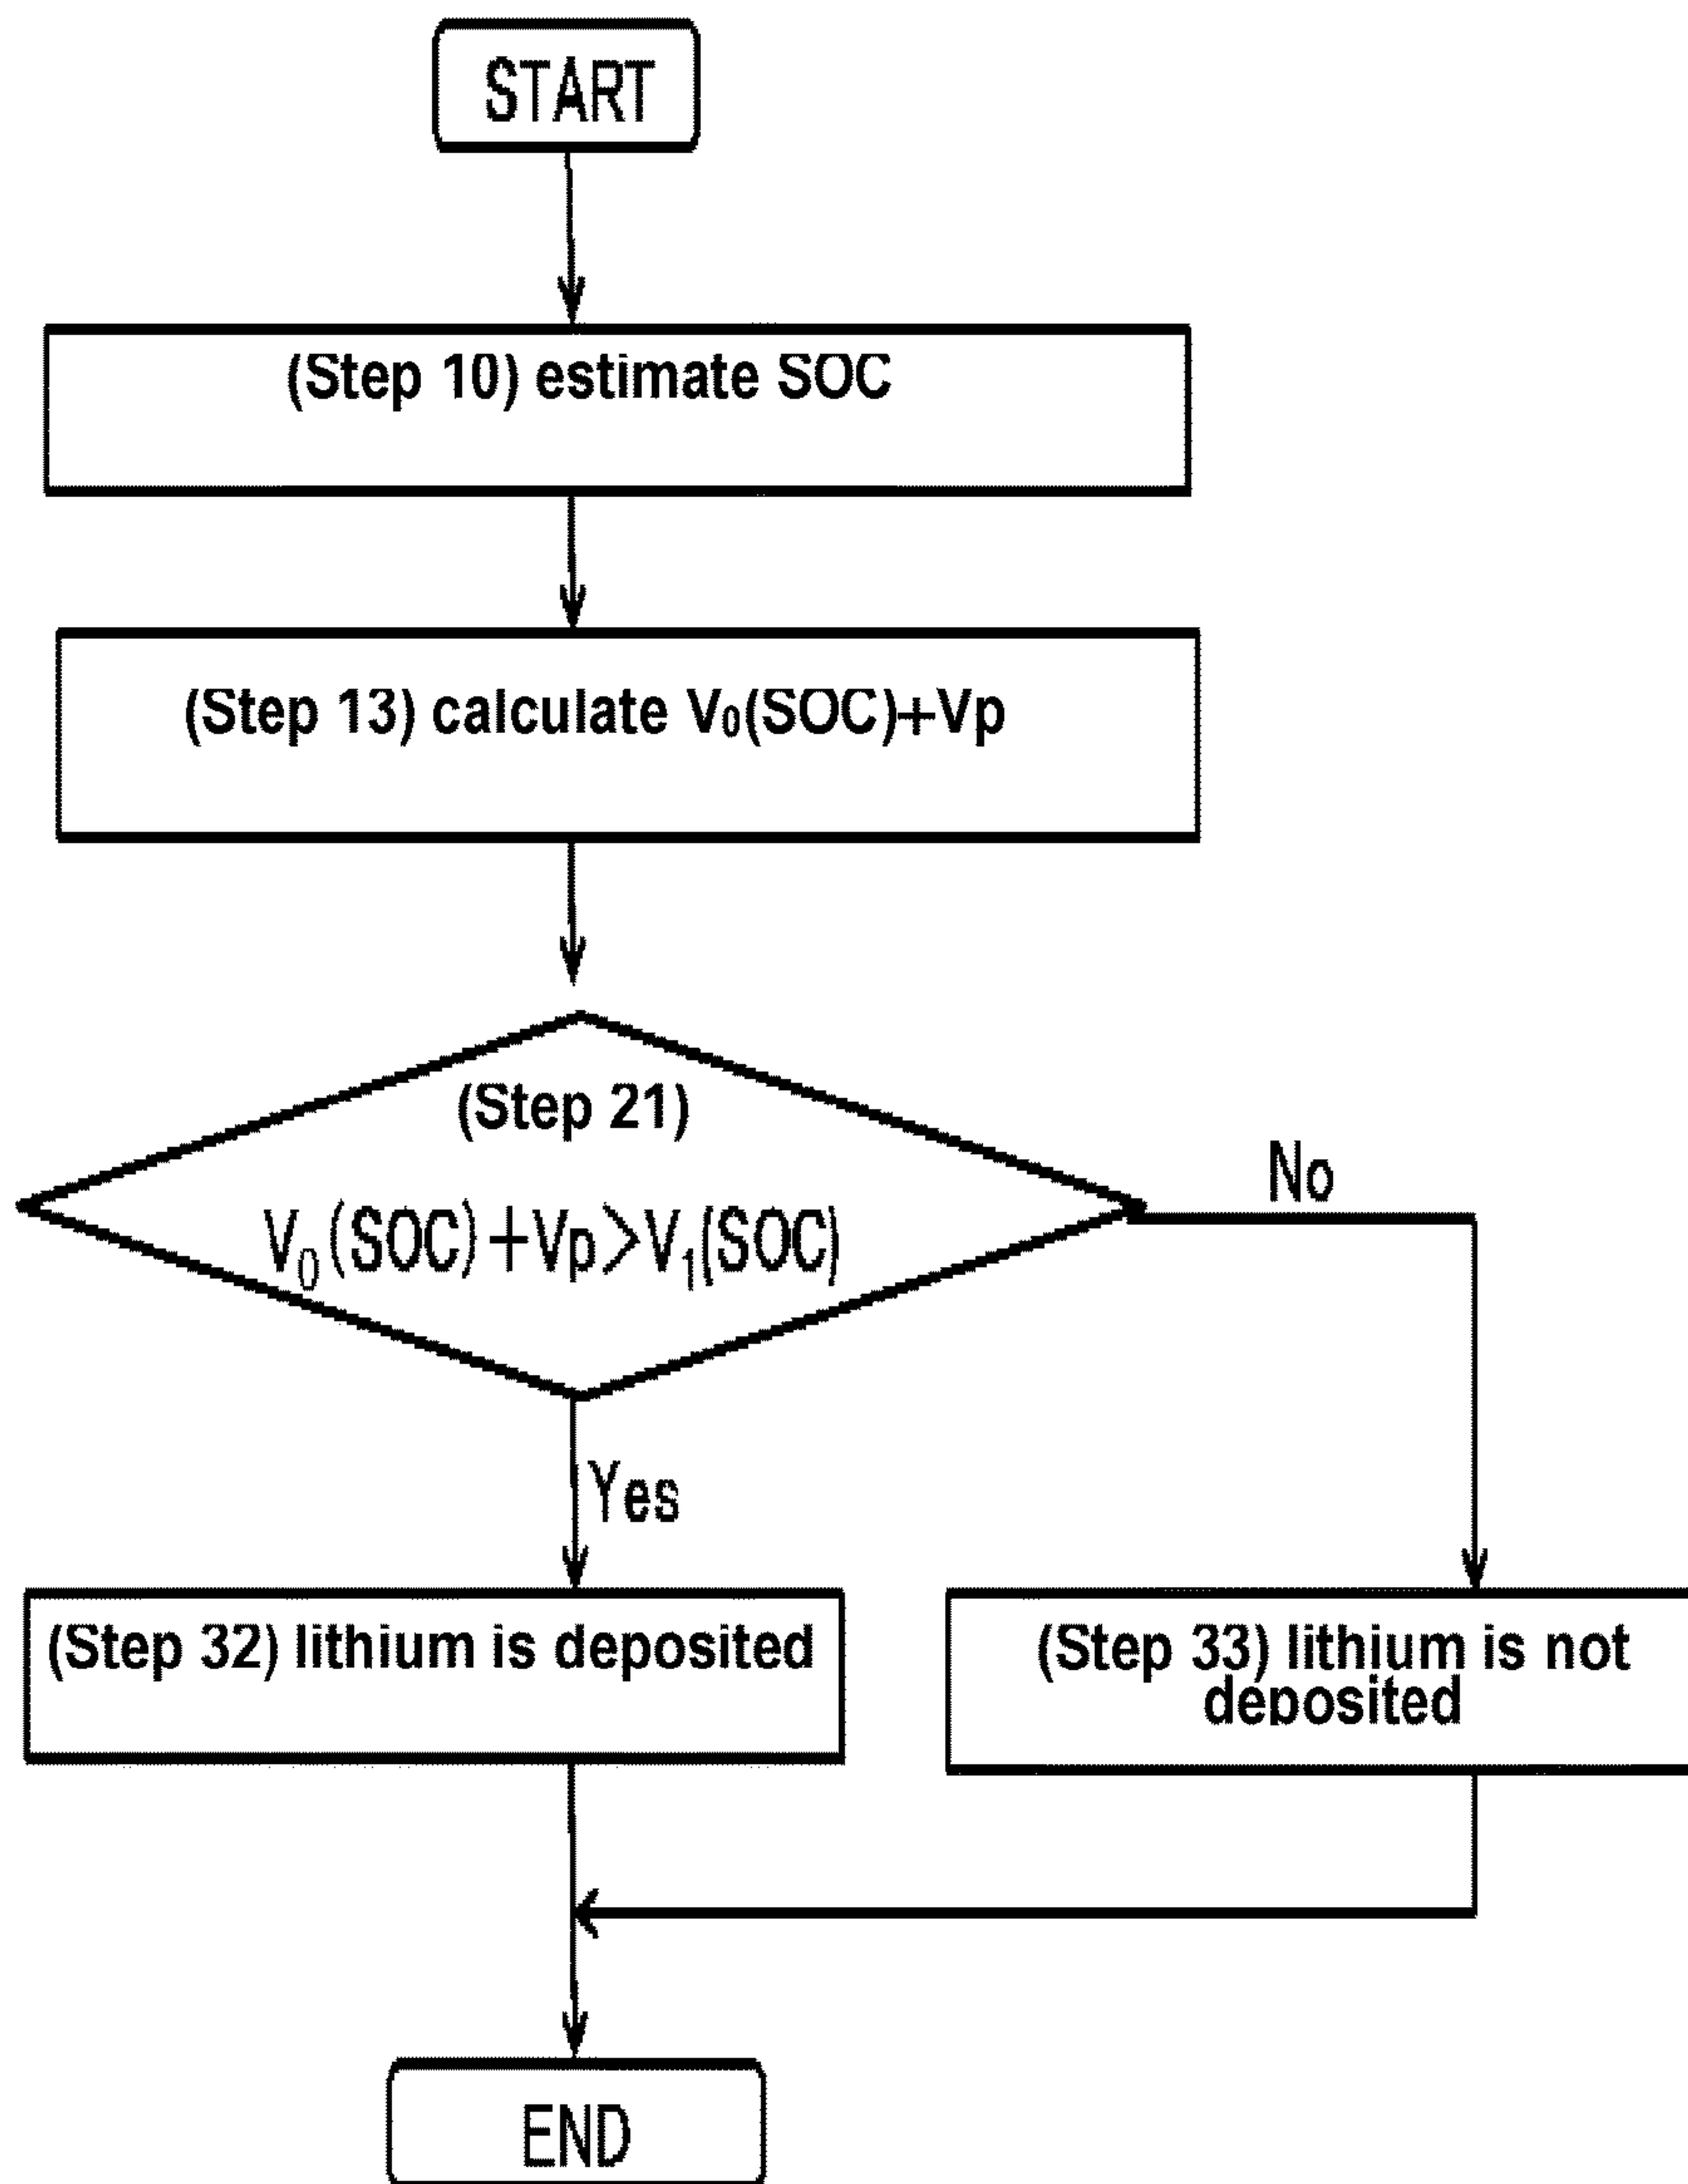 START
(Step 10) estimate SOC
(Step 13) calculate V₀(SOC)+Vp
(Step 21)
V₀(SOC)+Vp>V₁(SOC)
No
Yes
(Step 32) lithium is deposited
(Step 33) lithium is not
deposited
END